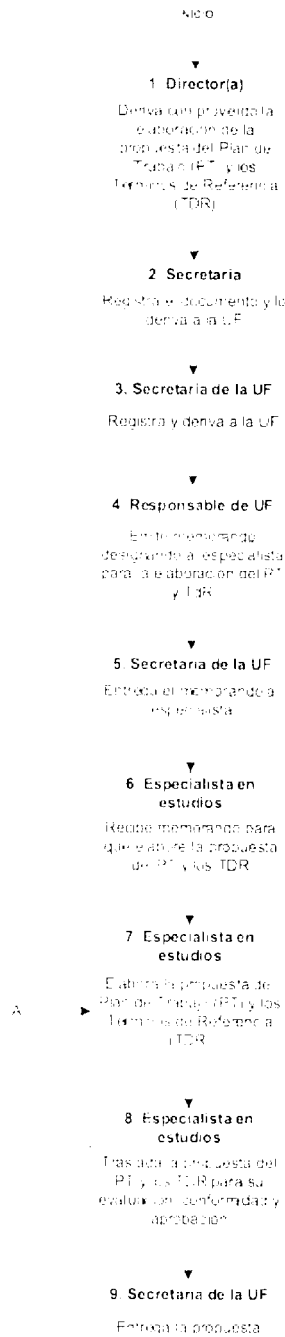 Inicio
1 Director(a)
Deriva con proveído la
elaboración de la
propuesta del Plan de
Trabajo (PT) y los
Términos de Referencia
(TDR)
2 Secretaria
Registra el documento y lo
deriva a la UF
3. Secretaria de la UF
Registra y deriva a la UF
4 Responsable de UF
Emite memorando
designando al especialista
para la elaboración del PT
y TdR
5. Secretaria de la UF
Entrega el memorando a
especialista
6 Especialista en
estudios
Recibe memorando para
que elabore la propuesta
del PT y los TDR
7 Especialista en
estudios
Elabora la propuesta de
Plan de Trabajo (PT) y los
Términos de Referencia
(TDR
A
8 Especialista en
estudios
Traslada la propuesta del
PT y los TDR para su
evaluación, conformidad y
aprobación
9. Secretaria de la UF
Entrega la propuesta